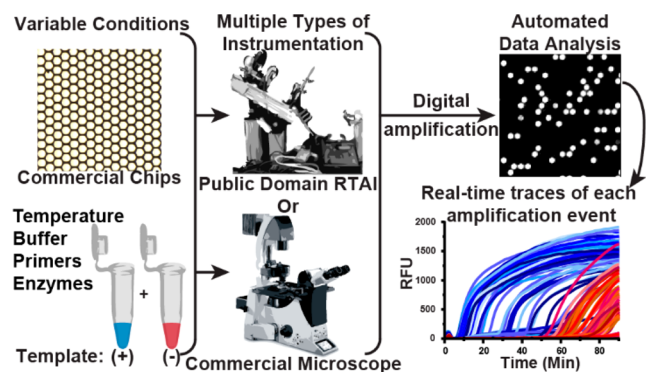 Variable Conditions
Commercial Chips
Temperature
Buffer
Primers
Enzymes
+
Template: (+) (-)
Multiple Types of
Instrumentation
Public Domain RTAI
Or
Commercial Microscope
Digital
amplification
Automated
Data Analysis
Real-time traces of each
amplification event
RFU
2000
1500
1000
500
0
0 20 40 60 80
Time (Min)